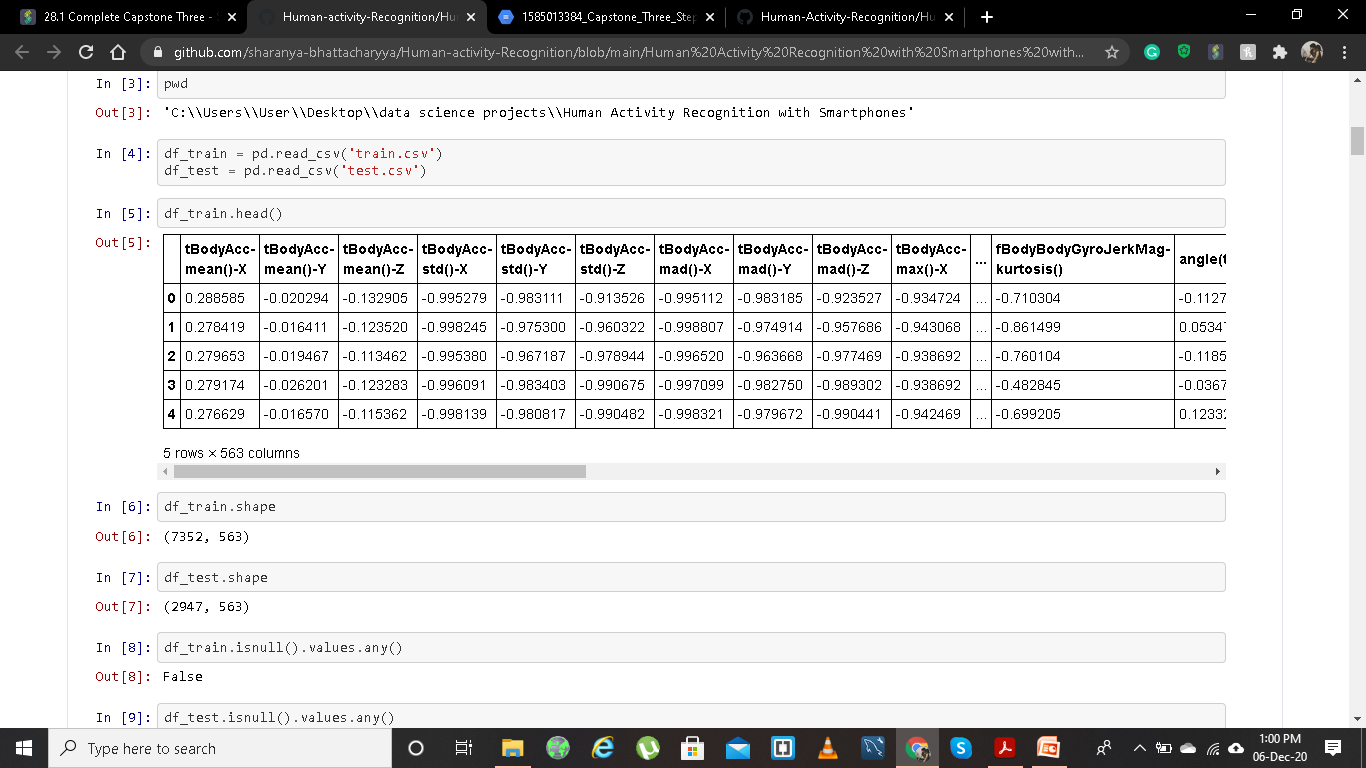 28.1 Complete Capstone Three -
Human-activity-Recognition/Hu
1585013384_Capstone_Three_Step
Human-Activity-Recognition/Hu
github.com/sharanya-bhattacharyya/Human-activity-Recognition/blob/main/Human%20Activity%20Recognition%20with%20Smartphones%20with...
In [3]: pwd
Out[3]: 'C:\\Users\\User\\Desktop\\data science projects\\Human Activity Recognition with Smartphones'
In [4]: df_train = pd.read_csv('train.csv')
df_test = pd.read_csv('test.csv')
In [5]: df_train.head()
Out[5]:
tBodyAcc-mean()-X tBodyAcc-mean()-Y tBodyAcc-mean()-Z tBodyAcc-std()-X tBodyAcc-std()-Y tBodyAcc-std()-Z tBodyAcc-mad()-X tBodyAcc-mad()-Y tBodyAcc-mad()-Z tBodyAcc-max()-X ... fBodyBodyGyroJerkMag-kurtosis() angle(t
0 0.288585 -0.020294 -0.132905 -0.995279 -0.983111 -0.913526 -0.995112 -0.983185 -0.923527 -0.934724 ... -0.710304 -0.1127
1 0.278419 -0.016411 -0.123520 -0.998245 -0.975300 -0.960322 -0.998807 -0.974914 -0.957686 -0.943068 ... -0.861499 0.0534
2 0.279653 -0.019467 -0.113462 -0.995380 -0.967187 -0.978944 -0.996520 -0.963668 -0.977469 -0.938692 ... -0.760104 -0.1185
3 0.279174 -0.026201 -0.123283 -0.996091 -0.983403 -0.990675 -0.997099 -0.982750 -0.989302 -0.938692 ... -0.482845 -0.0367
4 0.276629 -0.016570 -0.115362 -0.998139 -0.980817 -0.990482 -0.998321 -0.979672 -0.990441 -0.942469 ... -0.699205 0.1233
5 rows × 563 columns
In [6]: df_train.shape
Out[6]: (7352, 563)
In [7]: df_test.shape
Out[7]: (2947, 563)
In [8]: df_train.isnull().values.any()
Out[8]: False
In [9]: df_test.isnull().values.any()
Type here to search
1:00 PM
06-Dec-20